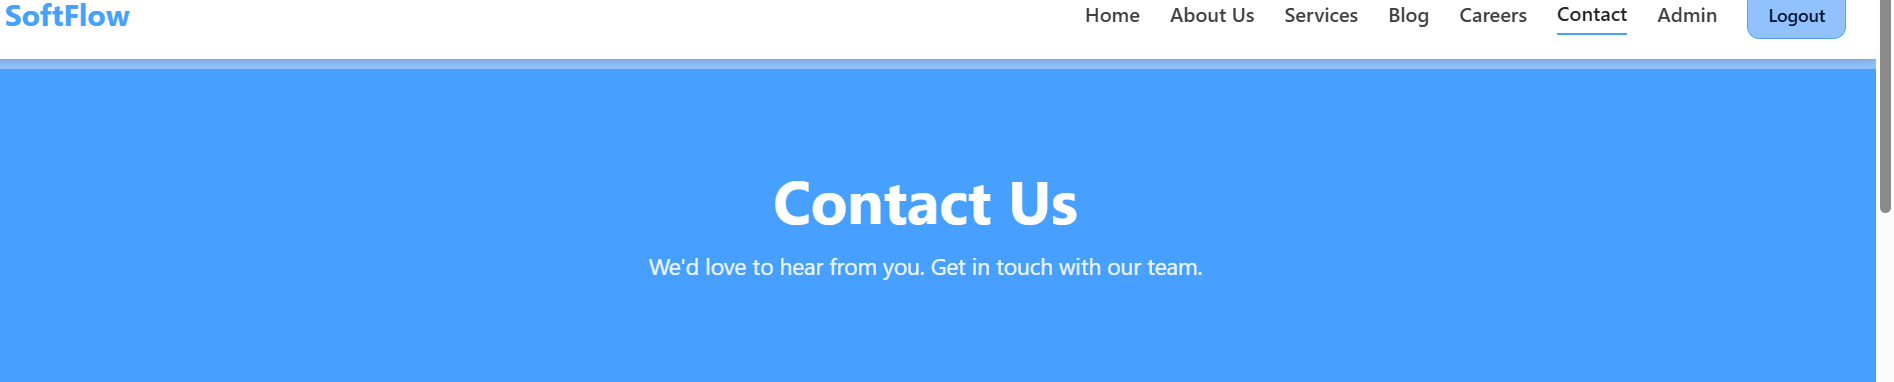 SoftFlow
Home About Us Services Blog Careers Contact Admin Logout
Contact Us
We'd love to hear from you. Get in touch with our team.